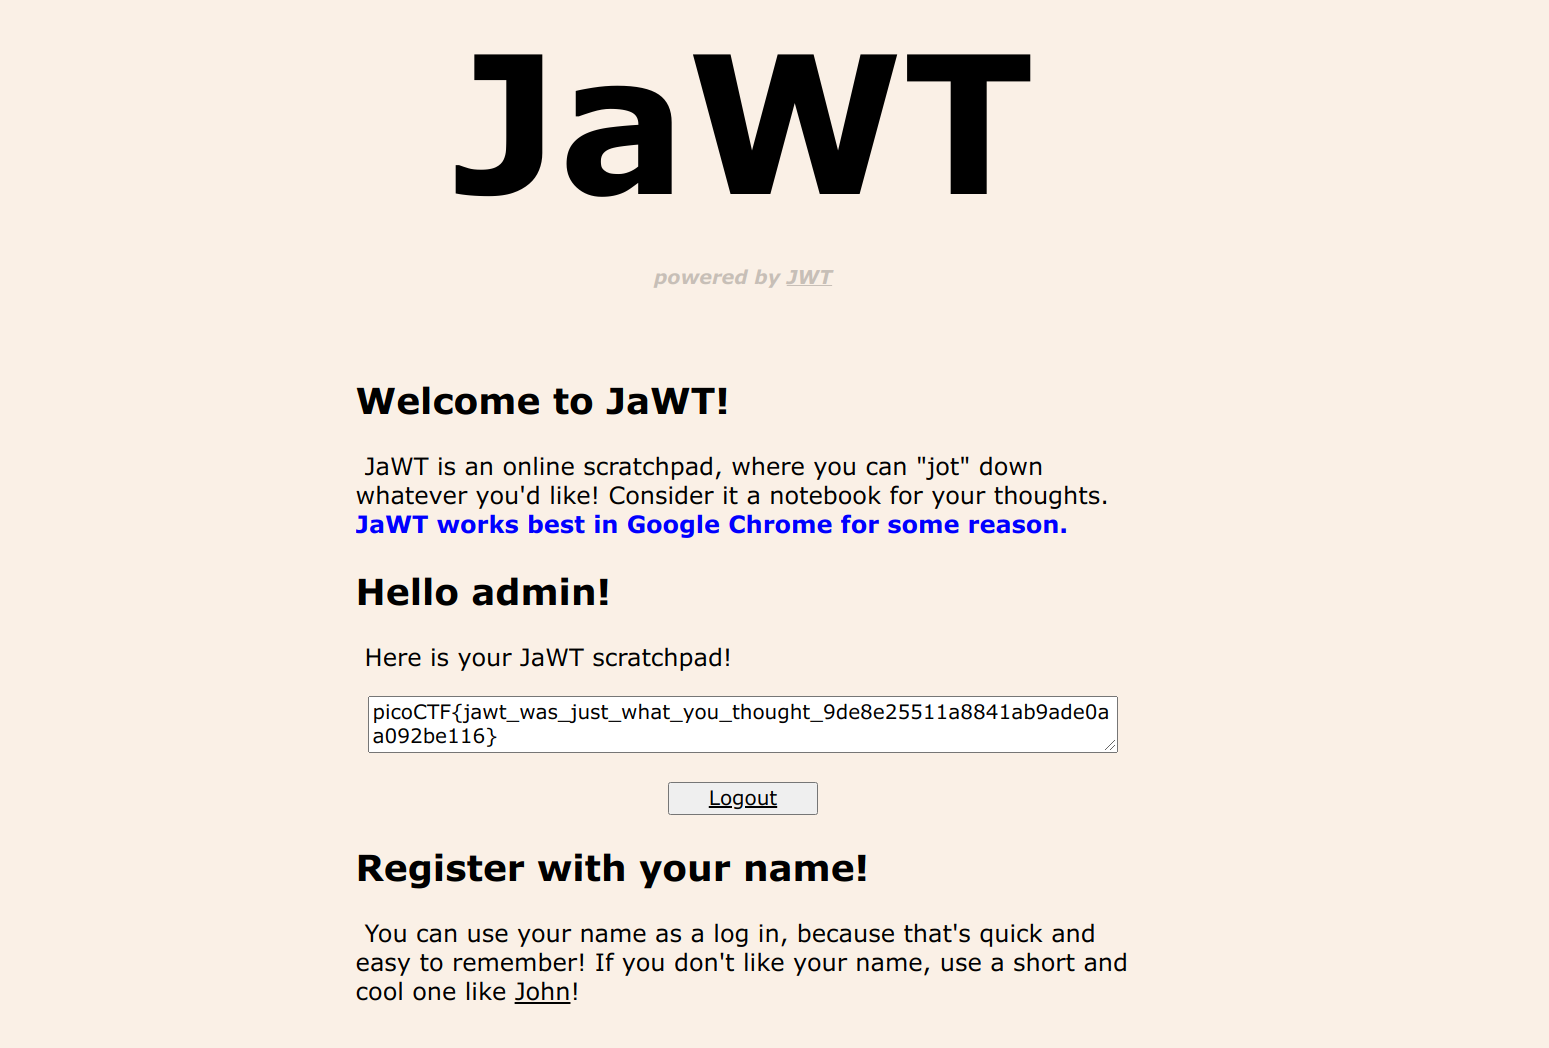 JaWT
powered by JWT
Welcome to JaWT!
JaWT is an online scratchpad, where you can "jot" down
whatever you'd like! Consider it a notebook for your thoughts.
JaWT works best in Google Chrome for some reason.
Hello admin!
Here is your JaWT scratchpad!
picoCTF{jawt_was_just_what_you_thought_9de8e25511a8841ab9ade0a
a092be116}
Logout
Register with your name!
You can use your name as a log in, because that's quick and
easy to remember! If you don't like your name, use a short and
cool one like John!